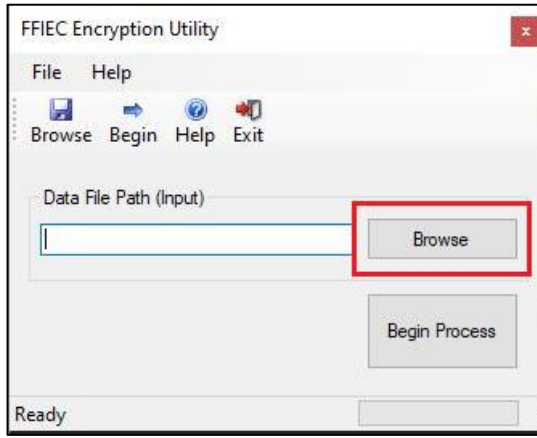 FFIEC Encryption Utility
x
File Help
Browse Begin Help Exit
Data File Path (Input)
Browse
Begin Process
Ready